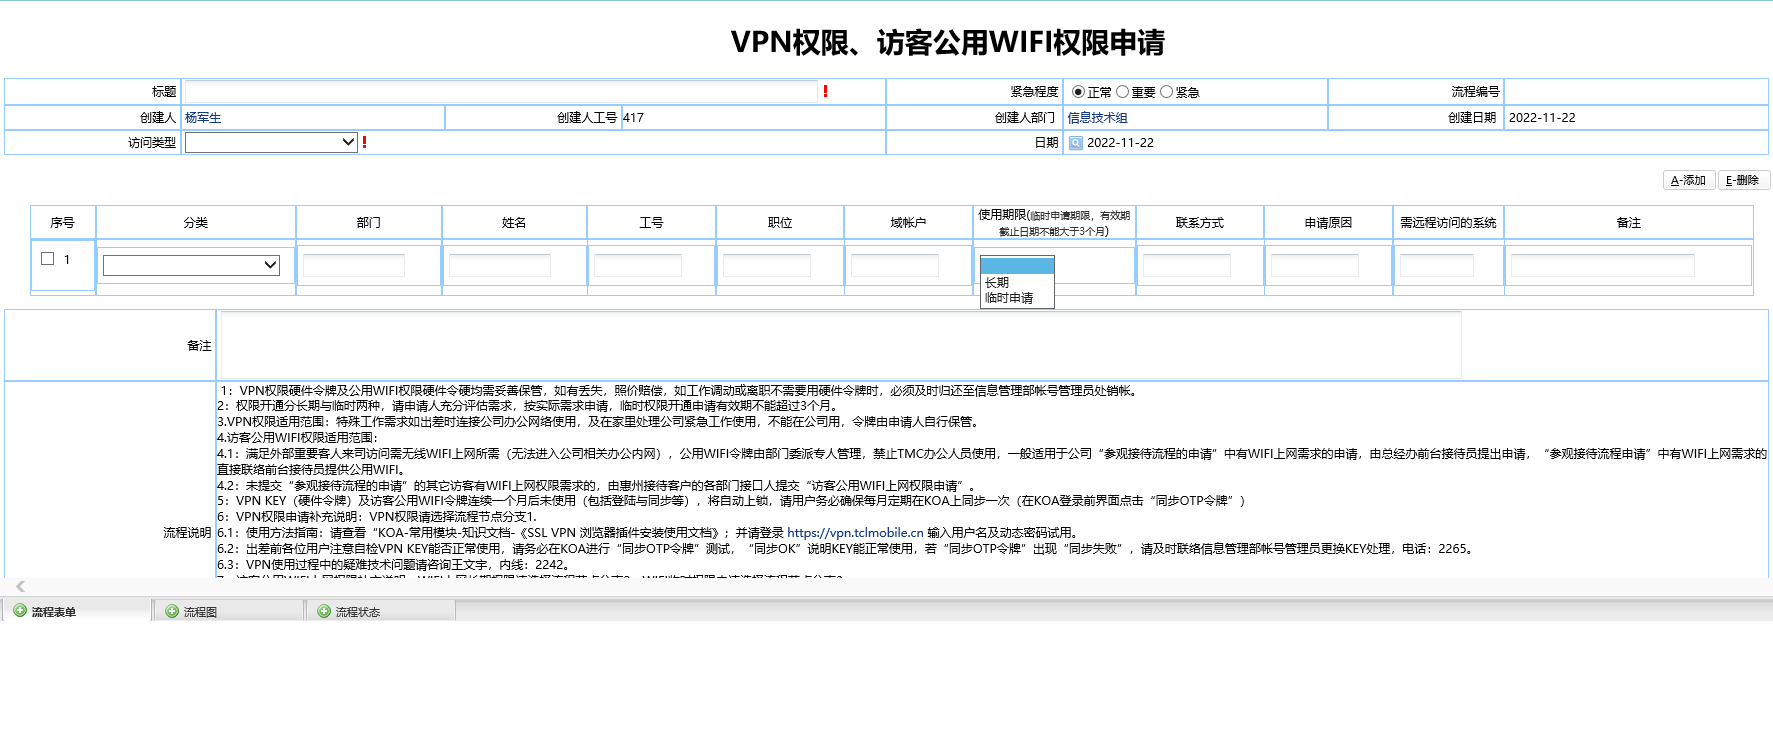 VPN权限、访客公用WIFI权限申请
标题 ! 紧急程度 正常 重要 紧急 流程编号
创建人 杨军生 创建人工号 417 创建人部门 信息技术组 创建日期 2022-11-22
访问类型 ! 日期 2022-11-22
A-添加 E-删除
序号 分类 部门 姓名 工号 职位 域帐户 使用期限(临时申请期限，有效期截止日期不能大于3个月) 联系方式 申请原因 需远程访问的系统 备注
1
长期
临时申请
备注
流程说明
1：VPN权限硬件令牌及公用WIFI权限硬件令硬均需妥善保管，如有丢失，照价赔偿，如工作调动或离职不需要用硬件令牌时，必须及时归还至信息管理部帐号管理员处销帐。
2：权限开通分长期与临时两种，请申请人充分评估需求，按实际需求申请，临时权限开通申请有效期不能超过3个月。
3.VPN权限适用范围：特殊工作需求如出差时连接公司办公网络使用，及在家里处理公司紧急工作使用，不能在公司用，令牌由申请人自行保管。
4.访客公用WIFI权限适用范围：
4.1：满足外部重要客人来司访问需无线WIFI上网所需（无法进入公司相关办公内网），公用WIFI令牌由部门委派专人管理，禁止TMC办公人员使用，一般适用于公司“参观接待流程的申请”中有WIFI上网需求的申请，由总经办前台接待员提出申请，“参观接待流程申请”中有WIFI上网需求的
直接联络前台接待员提供公用WIFI。
4.2：未提交“参观接待流程的申请”的其它访客有WIFI上网权限需求的，由惠州接待客户的各部门接口人提交“访客公用WIFI上网权限申请”。
5：VPN KEY（硬件令牌）及访客公用WIFI令牌连续一个月后未使用（包括登陆与同步等），将自动上锁，请用户务必确保每月定期在KOA上同步一次（在KOA登录前界面点击“同步OTP令牌”）
6：VPN权限申请补充说明：VPN权限请选择流程节点分支1.
6.1：使用方法指南：请查看“KOA-常用模块-知识文档-《SSL VPN 浏览器插件安装使用文档》；并请登录 https://vpn.tclmobile.cn 输入用户名及动态密码试用。
6.2：出差前各位用户注意自检VPN KEY能否正常使用，请务必在KOA进行“同步OTP令牌”测试，“同步OK”说明KEY能正常使用，若“同步OTP令牌”出现“同步失败”，请及时联络信息管理部帐号管理员更换KEY处理，电话：2265。
6.3：VPN使用过程中的疑难技术问题请咨询王文宇，内线：2242。
流程表单 流程图 流程状态